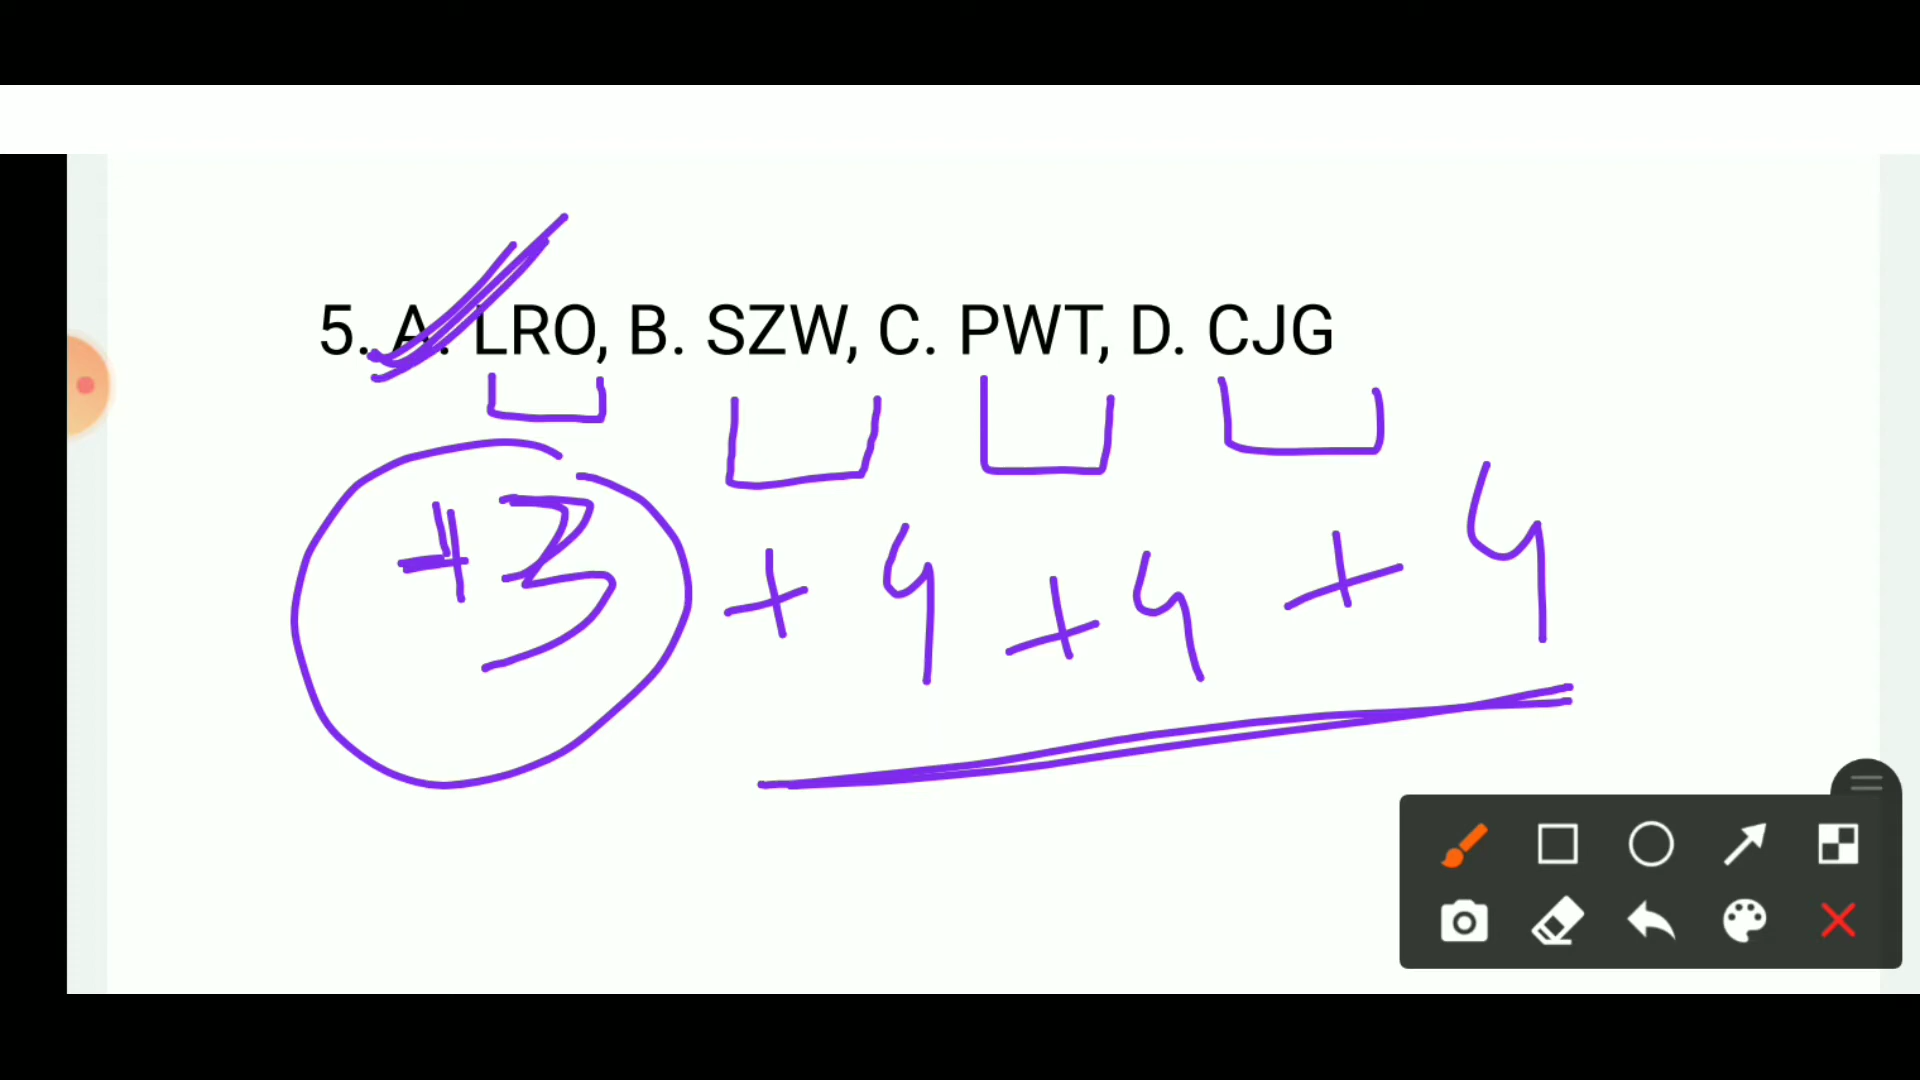 5. A. LRO, B. SZW, C. PWT, D. CJG
+3 +4 +4 +4